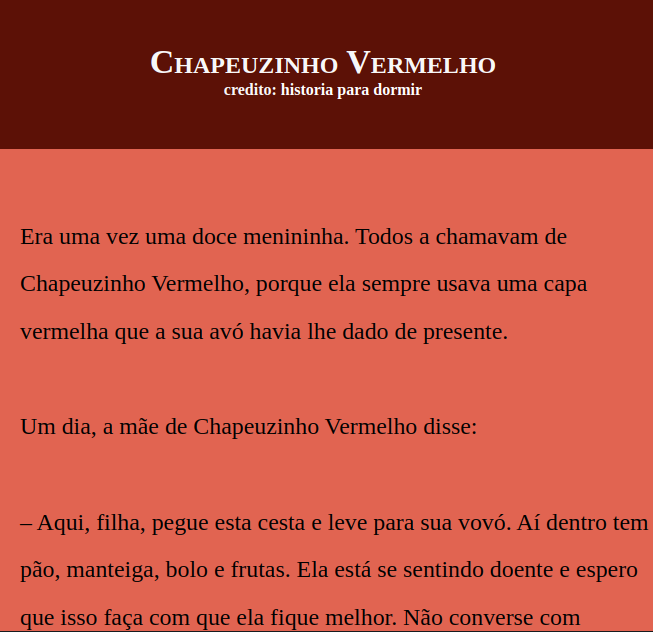 Chapeuzinho Vermelho
credito: historia para dormir
Era uma vez uma doce menininha. Todos a chamavam de
Chapeuzinho Vermelho, porque ela sempre usava uma capa
vermelha que a sua avó havia lhe dado de presente.
Um dia, a mãe de Chapeuzinho Vermelho disse:
– Aqui, filha, pegue esta cesta e leve para sua vovó. Aí dentro tem
pão, manteiga, bolo e frutas. Ela está se sentindo doente e espero
que isso faça com que ela fique melhor. Não converse com